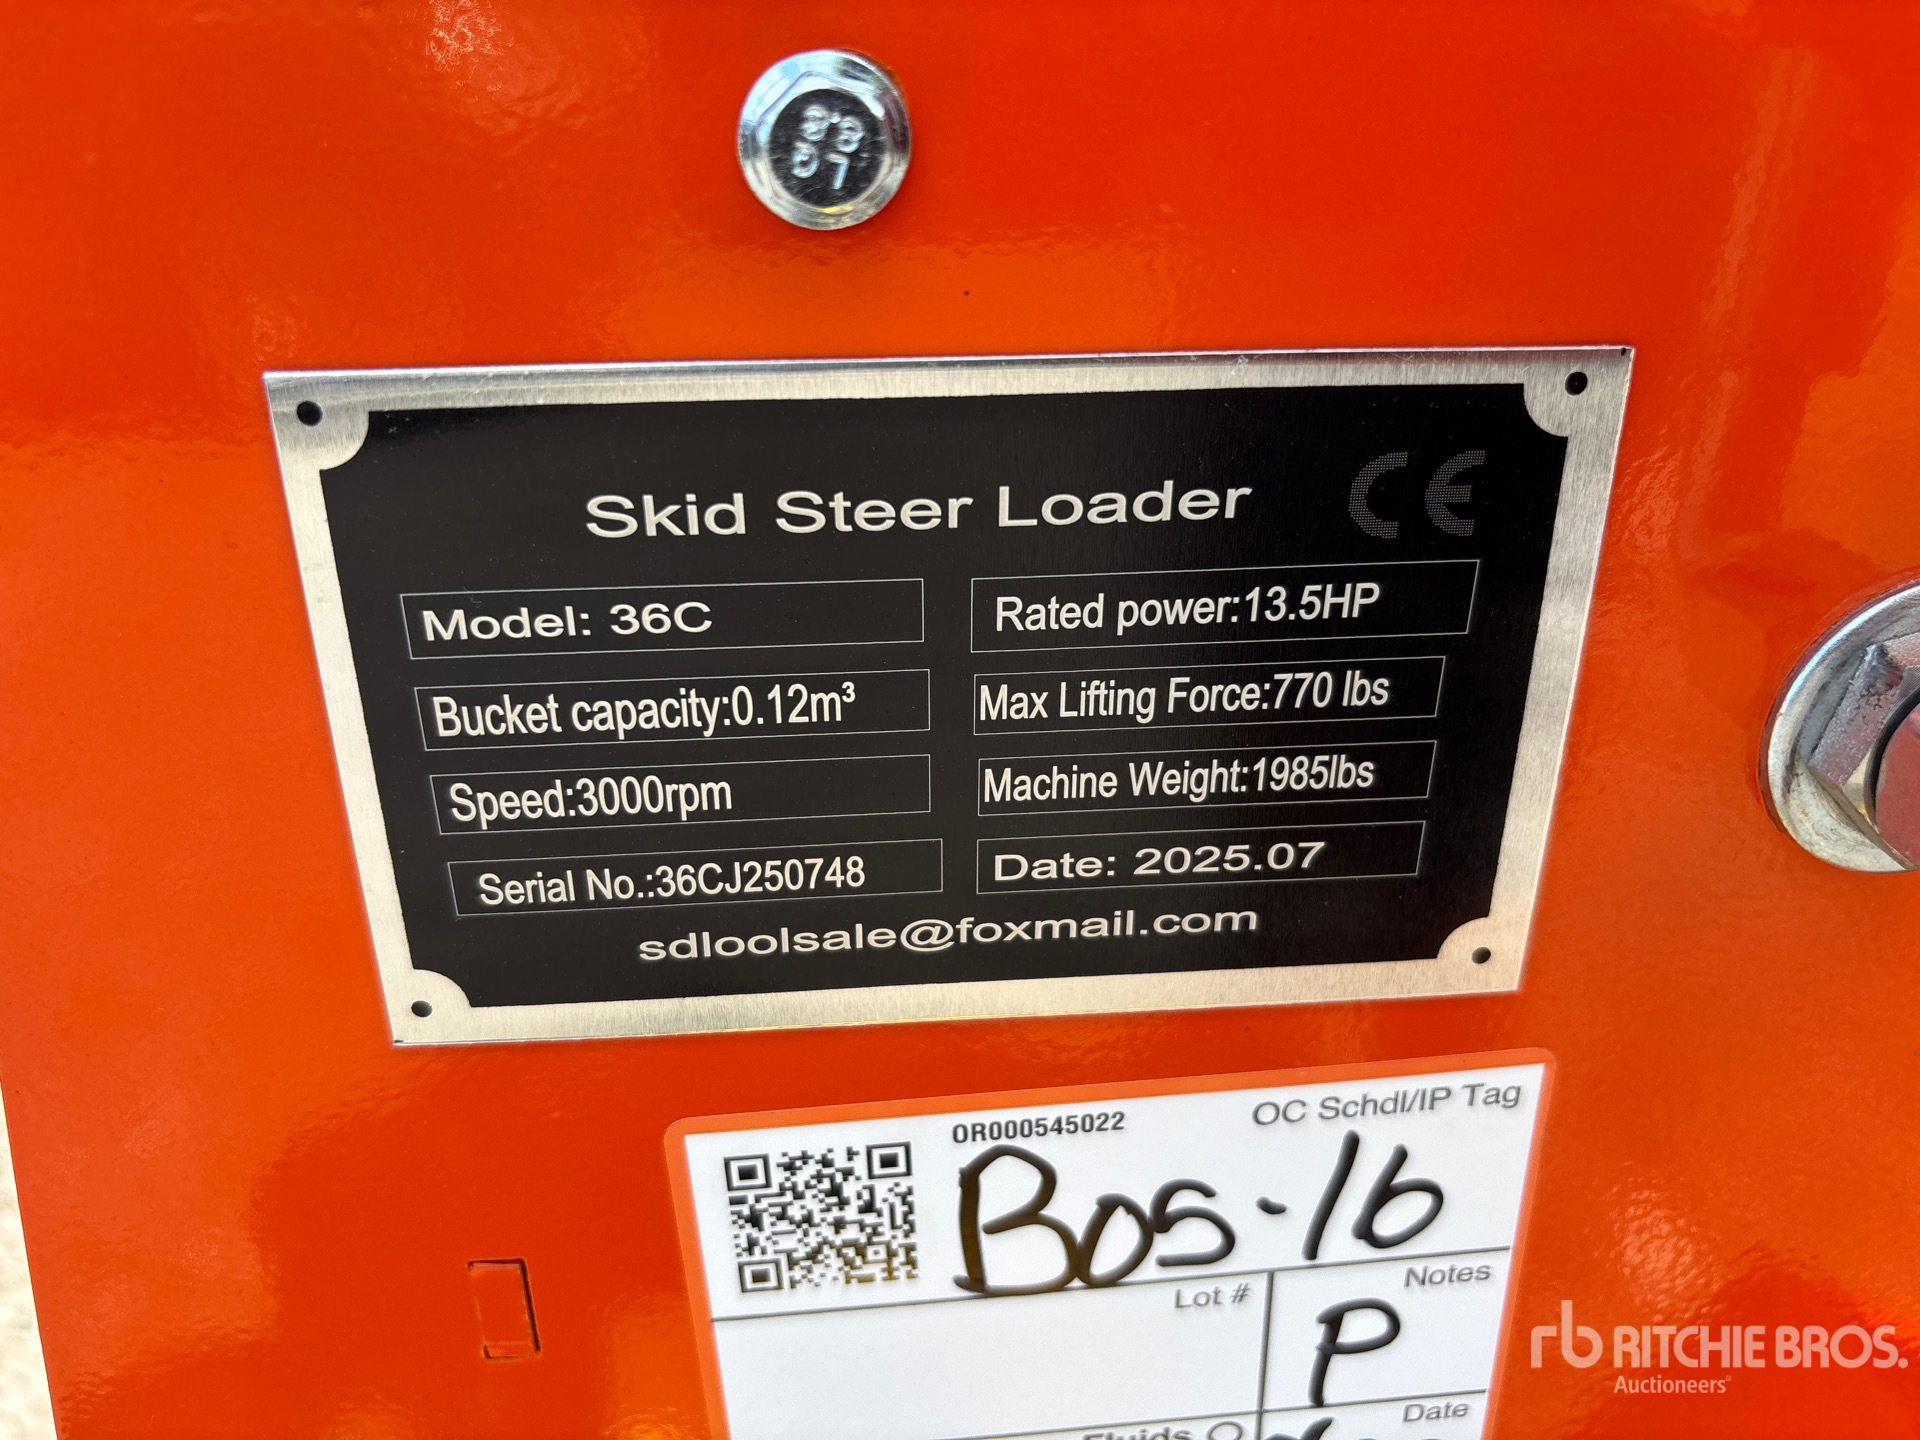 Skid Steer Loader CE
Model: 36C
Rated power:13.5HP
Bucket capacity:0.12m³
Max Lifting Force:770 lbs
Speed:3000rpm
Machine Weight:1985lbs
Serial No.:36CJ250748
Date: 2025.07
sdloolsale@foxmail.com
OR000545022
OC Schdl/IP Tag
Bos-16
Lot #
Notes
P
Fluids
Date
rb RITCHIE BROS.
Auctioneers